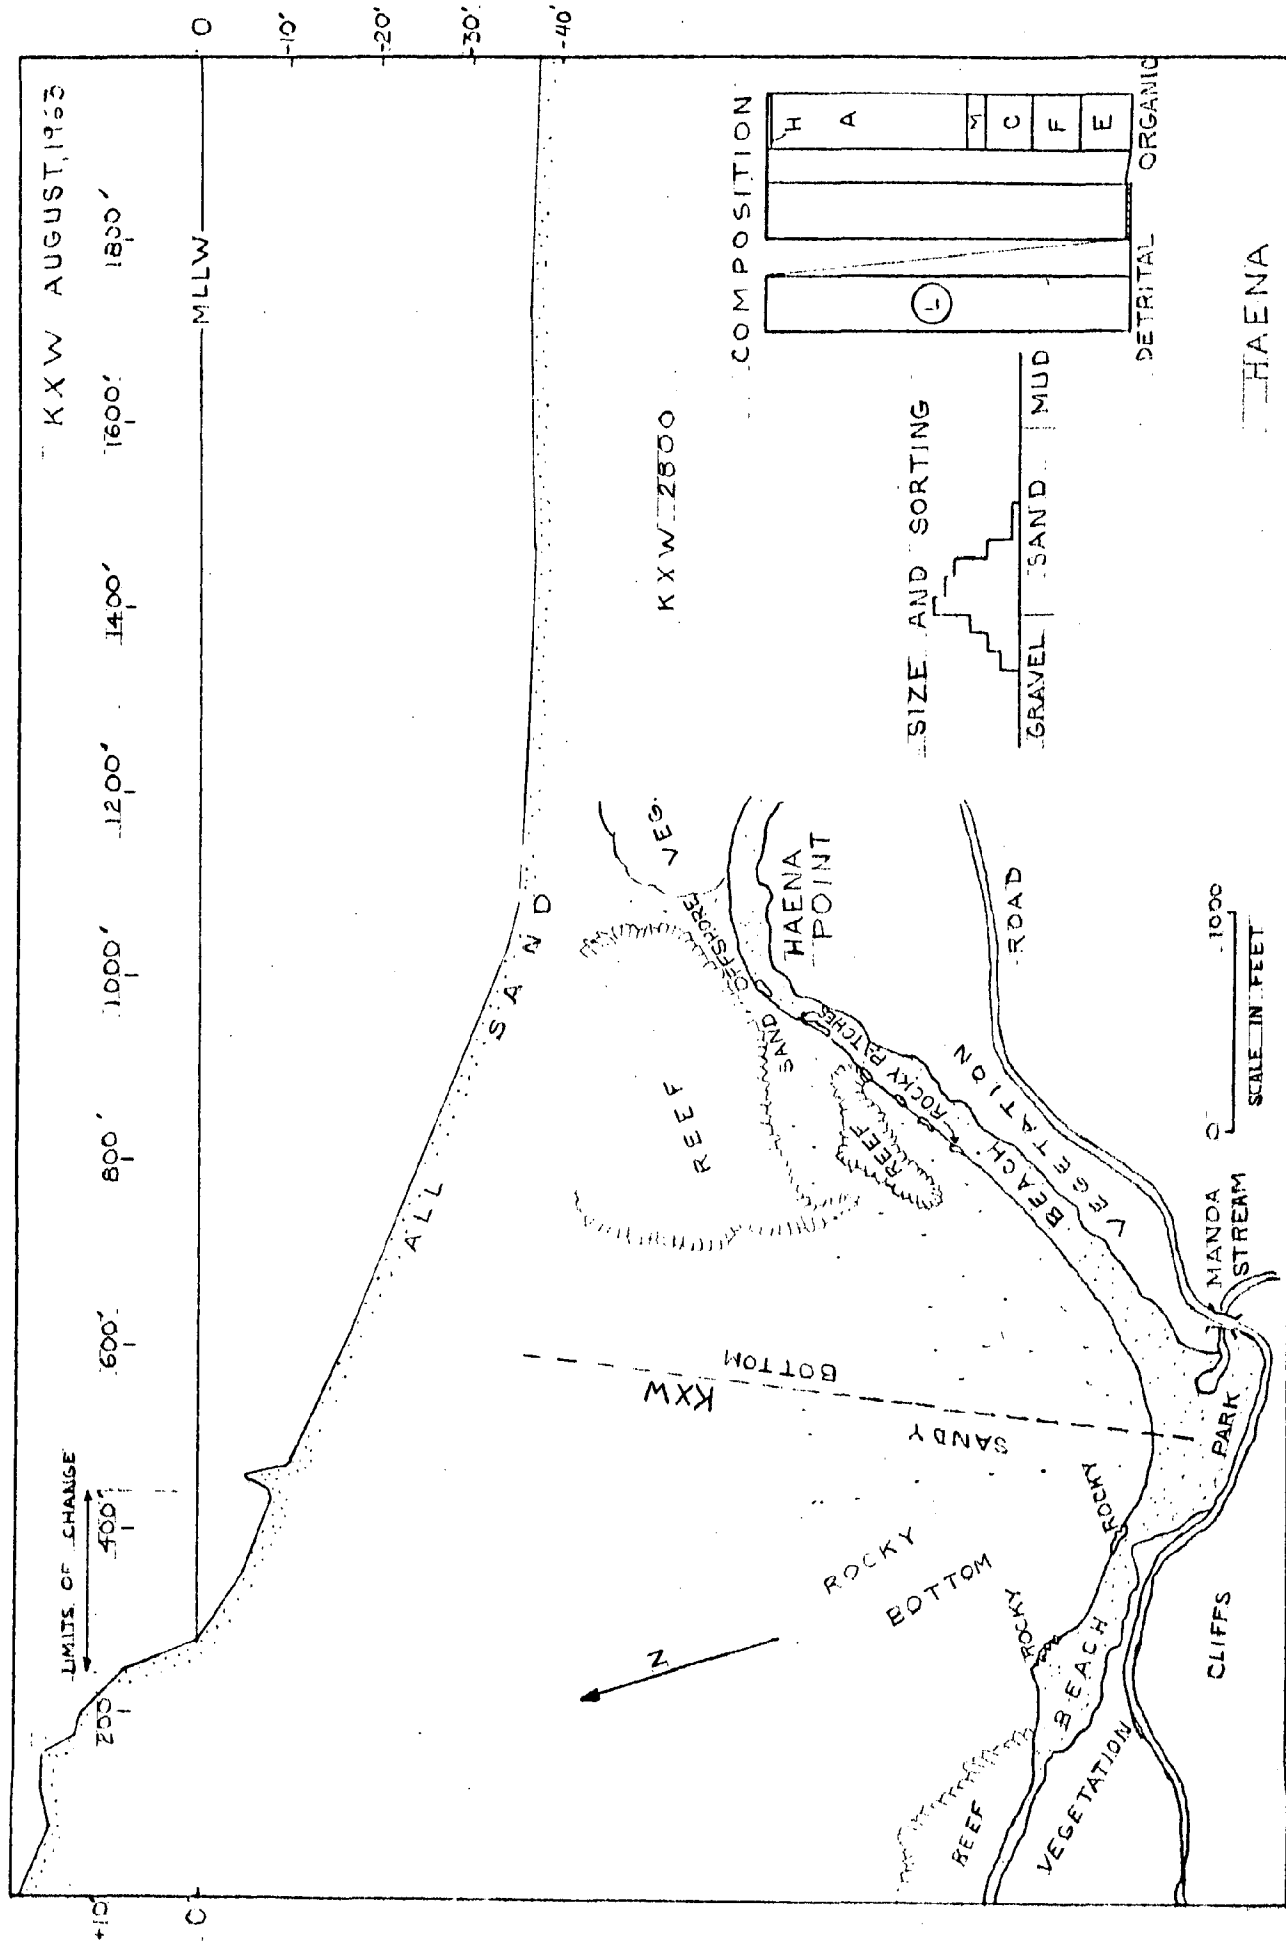 KXW AUGUST, 1963
LIMITS OF CHANGE
200' 400' 600' 800' 1000' 1200' 1400' 1600' 1800'
+10'
0
MLLW
0
-10'
-20'
-30'
-40'
ALL SAND
KXW 2800
COMPOSITION
H
A
M
C
F
E
L
DETRITAL
ORGANIC
SIZE AND SORTING
GRAVEL
SAND
MUD
HAENA
N
KXW
SANDY
BOTTOM
ROCKY
BOTTOM
REEF
REEF
REEF
SAND OFFSHORE
VEG.
HAENA
POINT
ROCKY PATCHES
BEACH
VEGETATION
ROAD
MANOA
STREAM
PARK
ROCKY
ROCKY
BEACH
VEGETATION
CLIFFS
0 1000
SCALE IN FEET